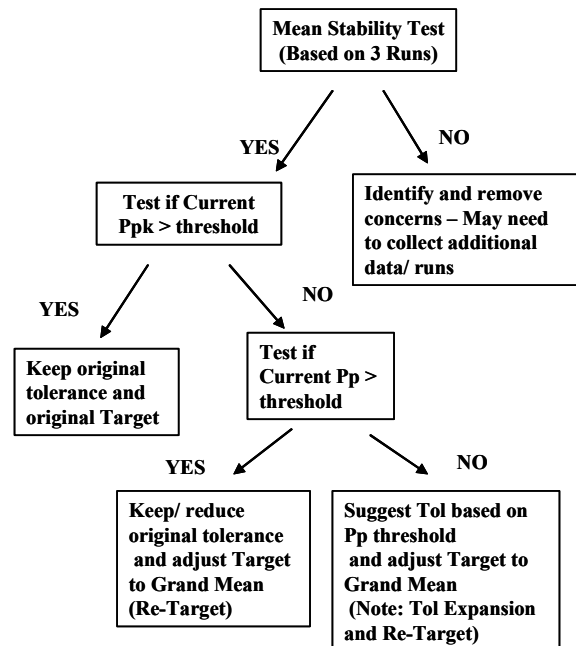 Mean Stability Test
(Based on 3 Runs)
YES
NO
Test if Current
Ppk > threshold
Identify and remove
concerns – May need
to collect additional
data/ runs
YES
NO
Keep original
tolerance and
original Target
Test if
Current Pp >
threshold
YES
NO
Keep/ reduce
original tolerance
and adjust Target
to Grand Mean
(Re-Target)
Suggest Tol based on
Pp threshold
and adjust Target to
Grand Mean
(Note: Tol Expansion
and Re-Target)